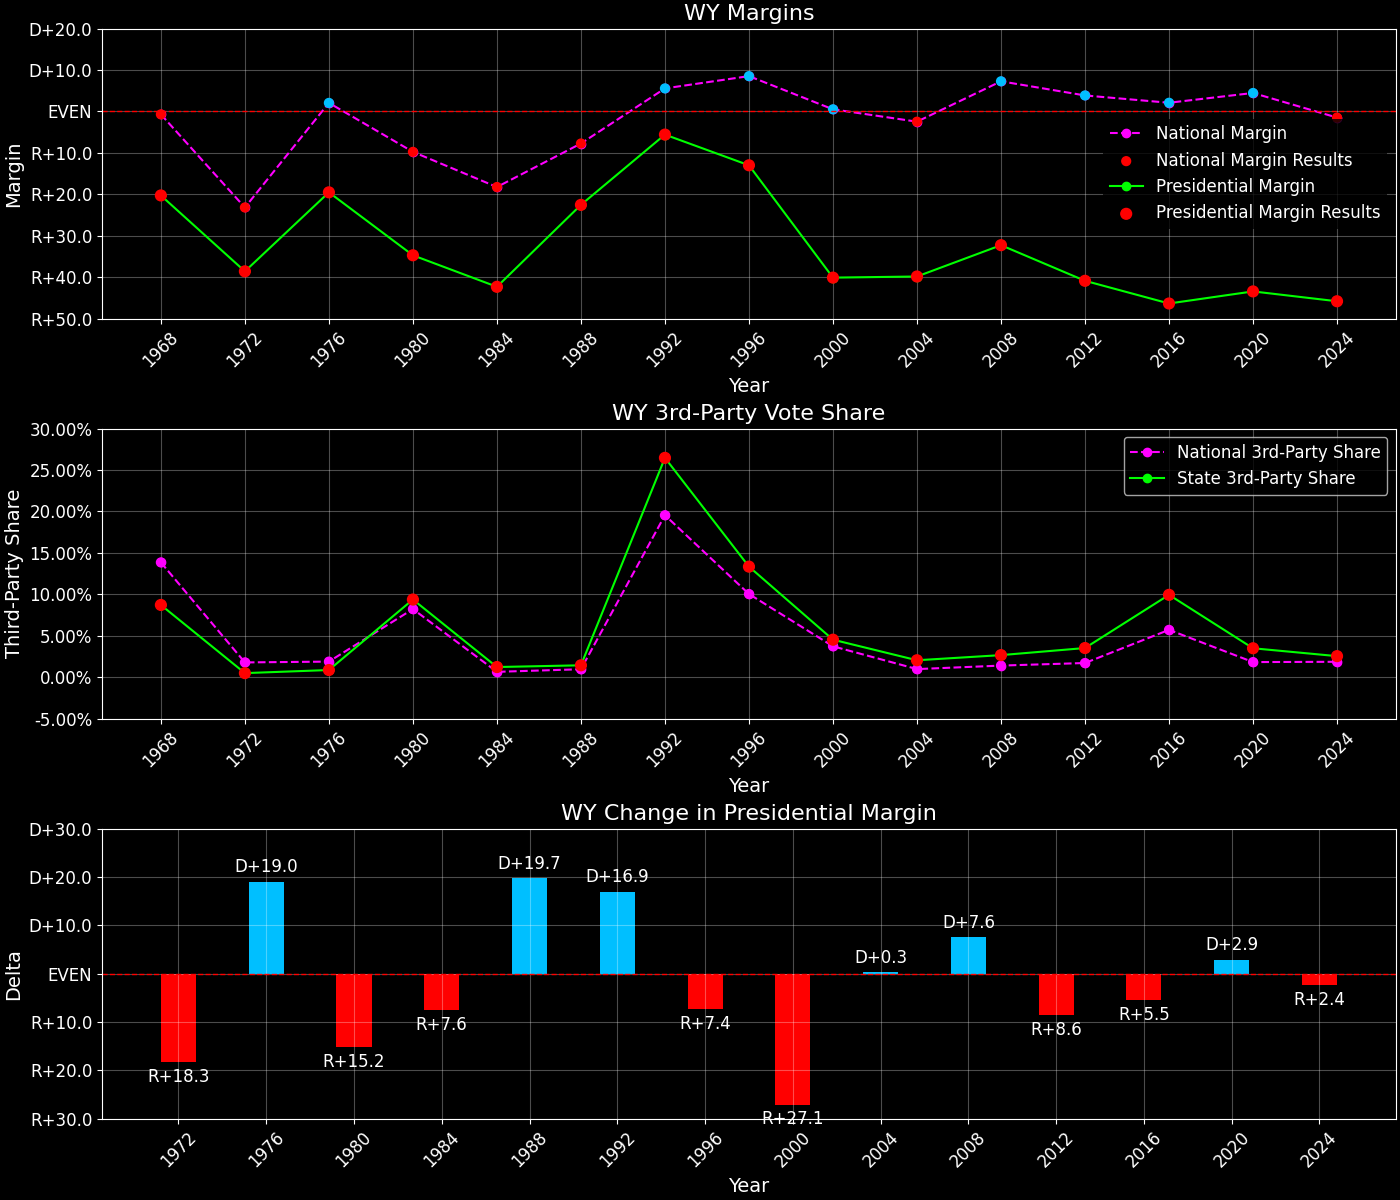 WY Margins
D+20.0
D+10.0
EVEN
R+10.0
R+20.0
R+30.0
R+40.0
R+50.0
Margin
National Margin
National Margin Results
Presidential Margin
Presidential Margin Results
1968 1972 1976 1980 1984 1988 1992 1996 2000 2004 2008 2012 2016 2020 2024
Year
WY 3rd-Party Vote Share
30.00%
25.00%
20.00%
15.00%
10.00%
5.00%
0.00%
-5.00%
Third-Party Share
National 3rd-Party Share
State 3rd-Party Share
1968 1972 1976 1980 1984 1988 1992 1996 2000 2004 2008 2012 2016 2020 2024
Year
WY Change in Presidential Margin
D+30.0
D+20.0
D+10.0
EVEN
R+10.0
R+20.0
R+30.0
Delta
R+18.3
D+19.0
R+15.2
R+7.6
D+19.7
D+16.9
R+7.4
R+27.1
D+0.3
D+7.6
R+8.6
R+5.5
D+2.9
R+2.4
1972 1976 1980 1984 1988 1992 1996 2000 2004 2008 2012 2016 2020 2024
Year